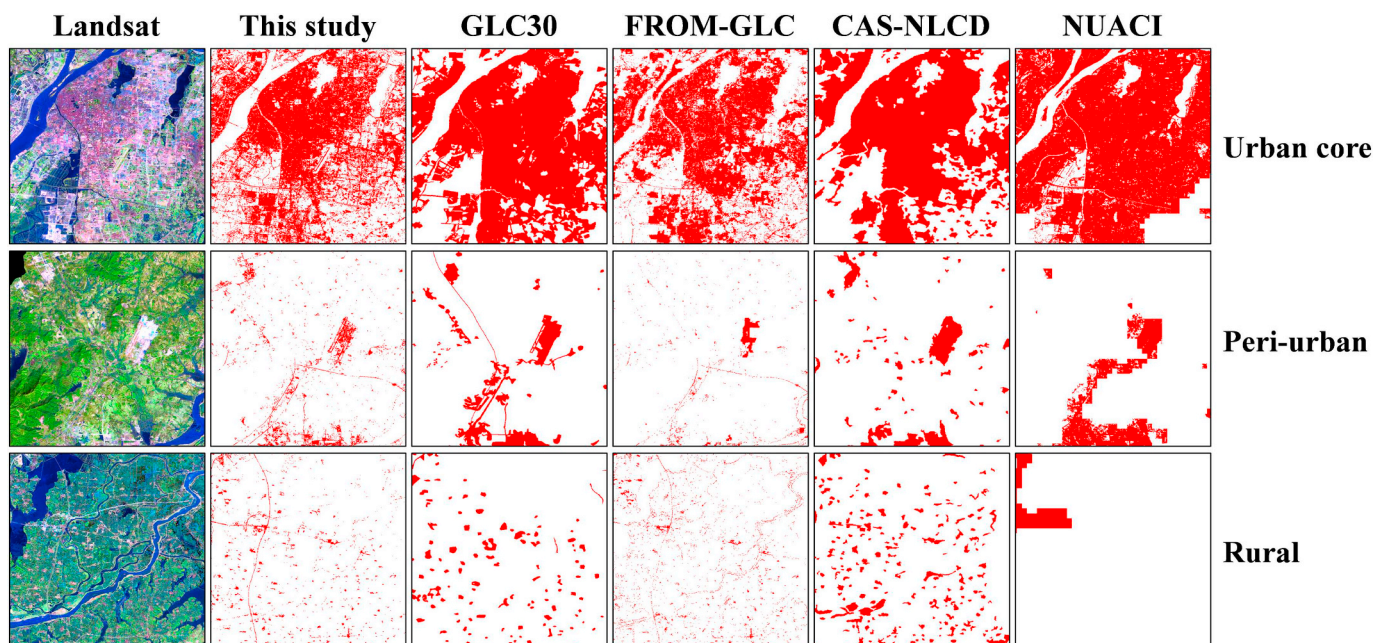 Landsat This study GLC30 FROM-GLC CAS-NLCD NUACI
Urban core
Peri-urban
Rural